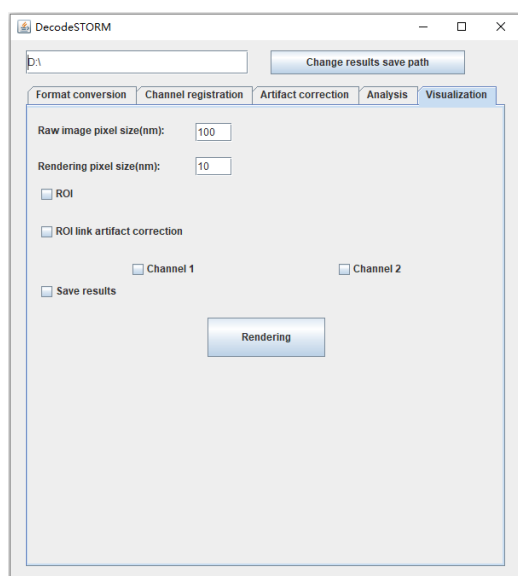 DecodeSTORM
D:\
Change results save path
Format conversion Channel registration Artifact correction Analysis Visualization
Raw image pixel size(nm): 100
Rendering pixel size(nm): 10
ROI
ROI link artifact correction
Channel 1 Channel 2
Save results
Rendering